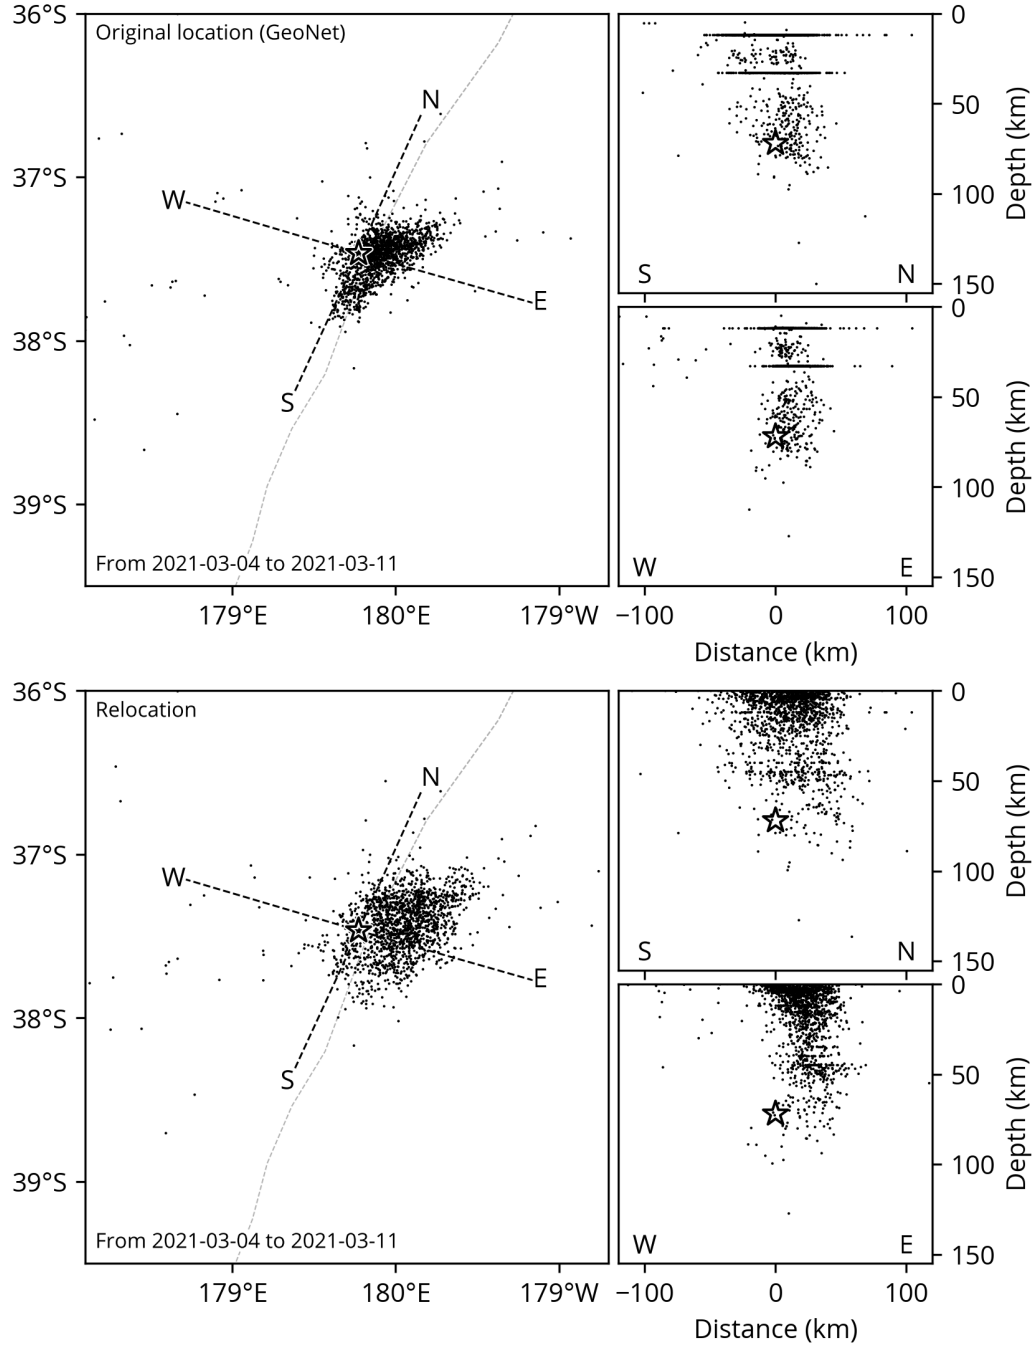 36°S
Original location (GeoNet)
N
37°S
W
E
38°S
S
39°S
From 2021-03-04 to 2021-03-11
179°E
180°E
179°W
0
50
100
150
Depth (km)
S
N
0
50
100
150
Depth (km)
W
E
−100
0
100
Distance (km)
36°S
Relocation
N
37°S
W
E
38°S
S
39°S
From 2021-03-04 to 2021-03-11
179°E
180°E
179°W
0
50
100
150
Depth (km)
S
N
0
50
100
150
Depth (km)
W
E
−100
0
100
Distance (km)